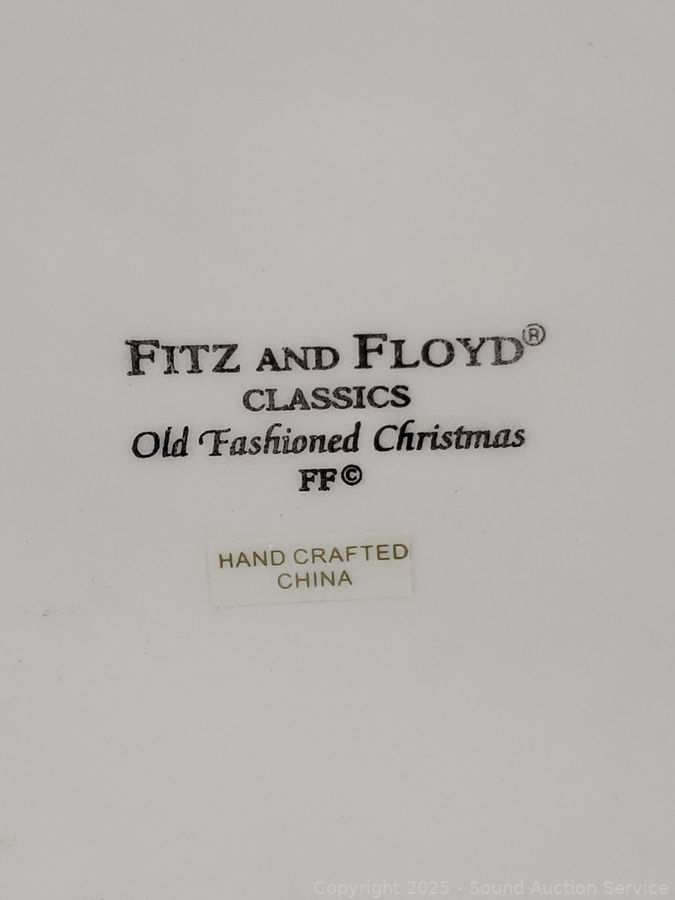 FITZ AND FLOYD®
CLASSICS
Old Fashioned Christmas
FF©
HAND CRAFTED
CHINA
Copyright 2025 - Sound Auction Service